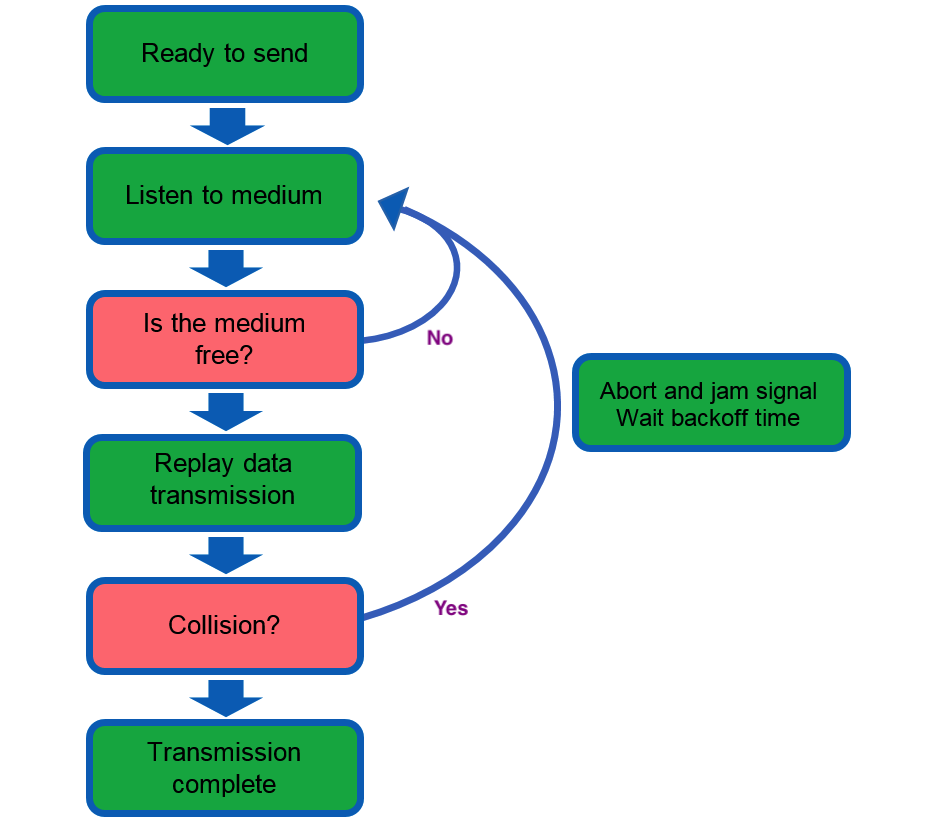 Ready to send
Listen to medium
Is the medium
free?
No
Abort and jam signal
Wait backoff time
Replay data
transmission
Collision?
Yes
Transmission
complete